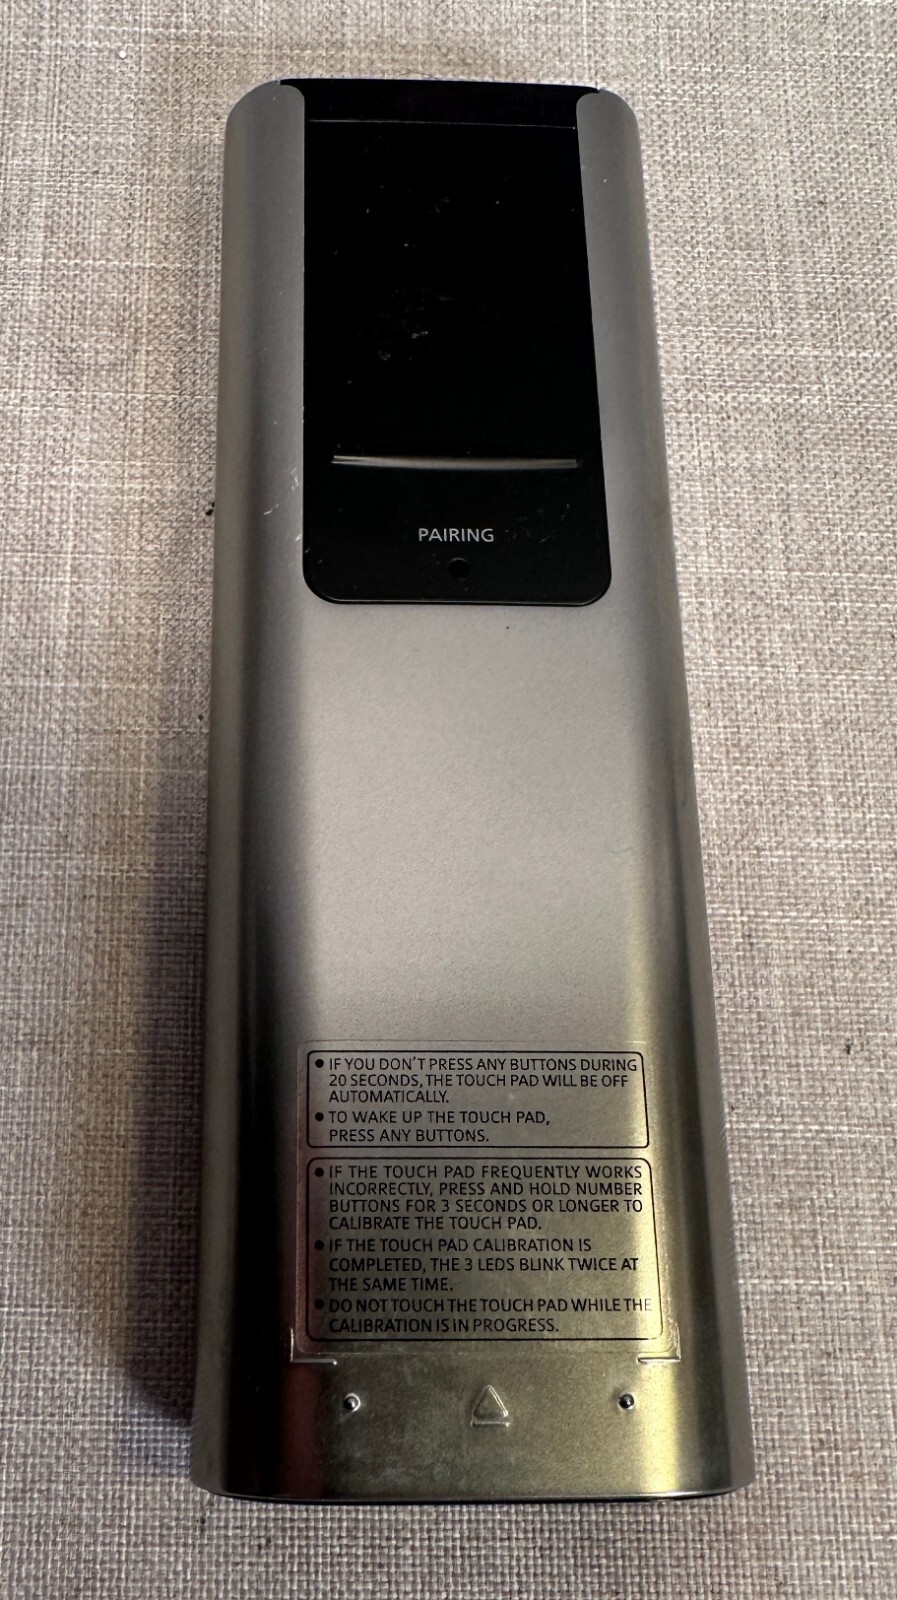 PAIRING
● IF YOU DON'T PRESS ANY BUTTONS DURING
20 SECONDS, THE TOUCH PAD WILL BE OFF
AUTOMATICALLY.
● TO WAKE UP THE TOUCH PAD,
PRESS ANY BUTTONS.
● IF THE TOUCH PAD FREQUENTLY WORKS
INCORRECTLY, PRESS AND HOLD NUMBER
BUTTONS FOR 3 SECONDS OR LONGER TO
CALIBRATE THE TOUCH PAD.
● IF THE TOUCH PAD CALIBRATION IS
COMPLETED, THE 3 LEDS BLINK TWICE AT
THE SAME TIME.
● DO NOT TOUCH THE TOUCH PAD WHILE THE
CALIBRATION IS IN PROGRESS.